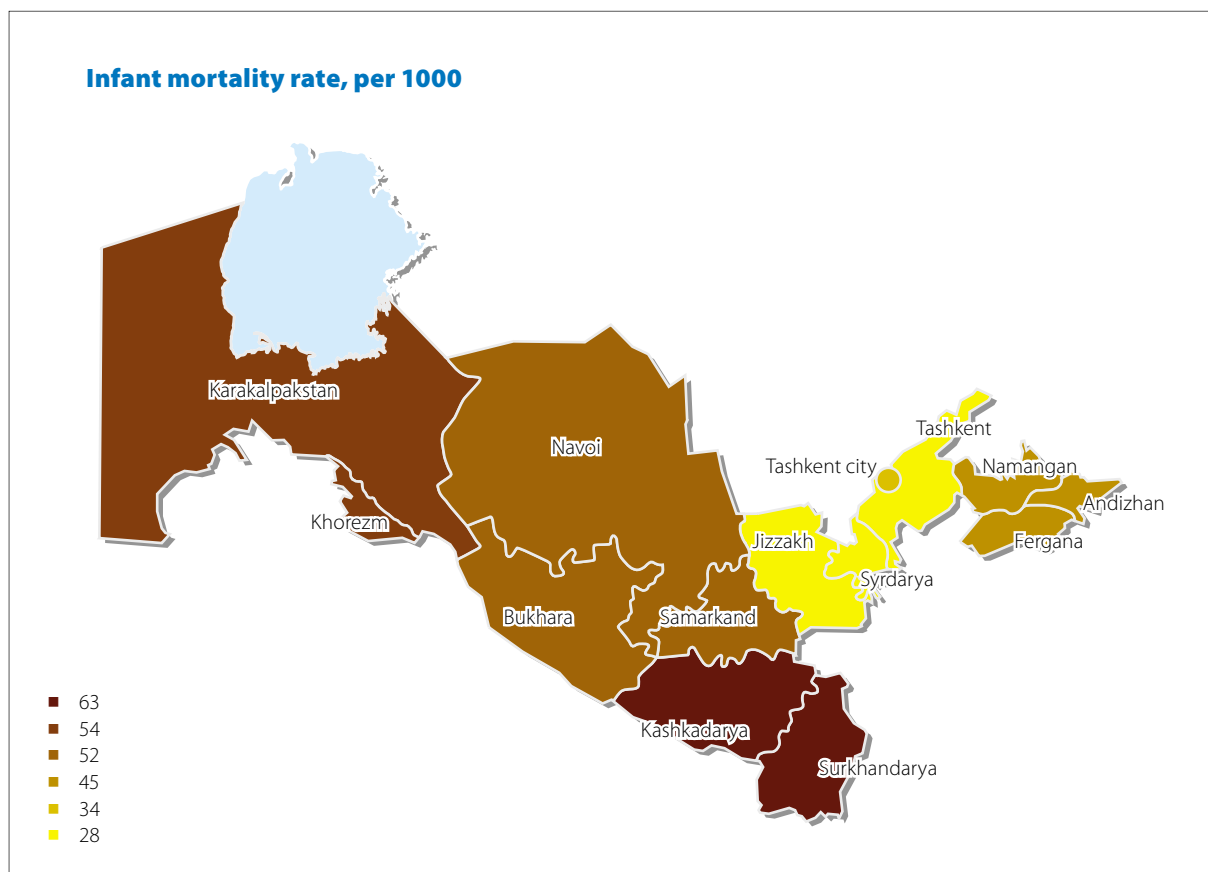 Infant mortality rate, per 1000
Karakalpakstan
Navoi
Tashkent
Tashkent city
Namangan
Andizhan
Khorezm
Jizzakh
Fergana
Syrdarya
Bukhara
Samarkand
Kashkadarya
Surkhandarya
63
54
52
45
34
28